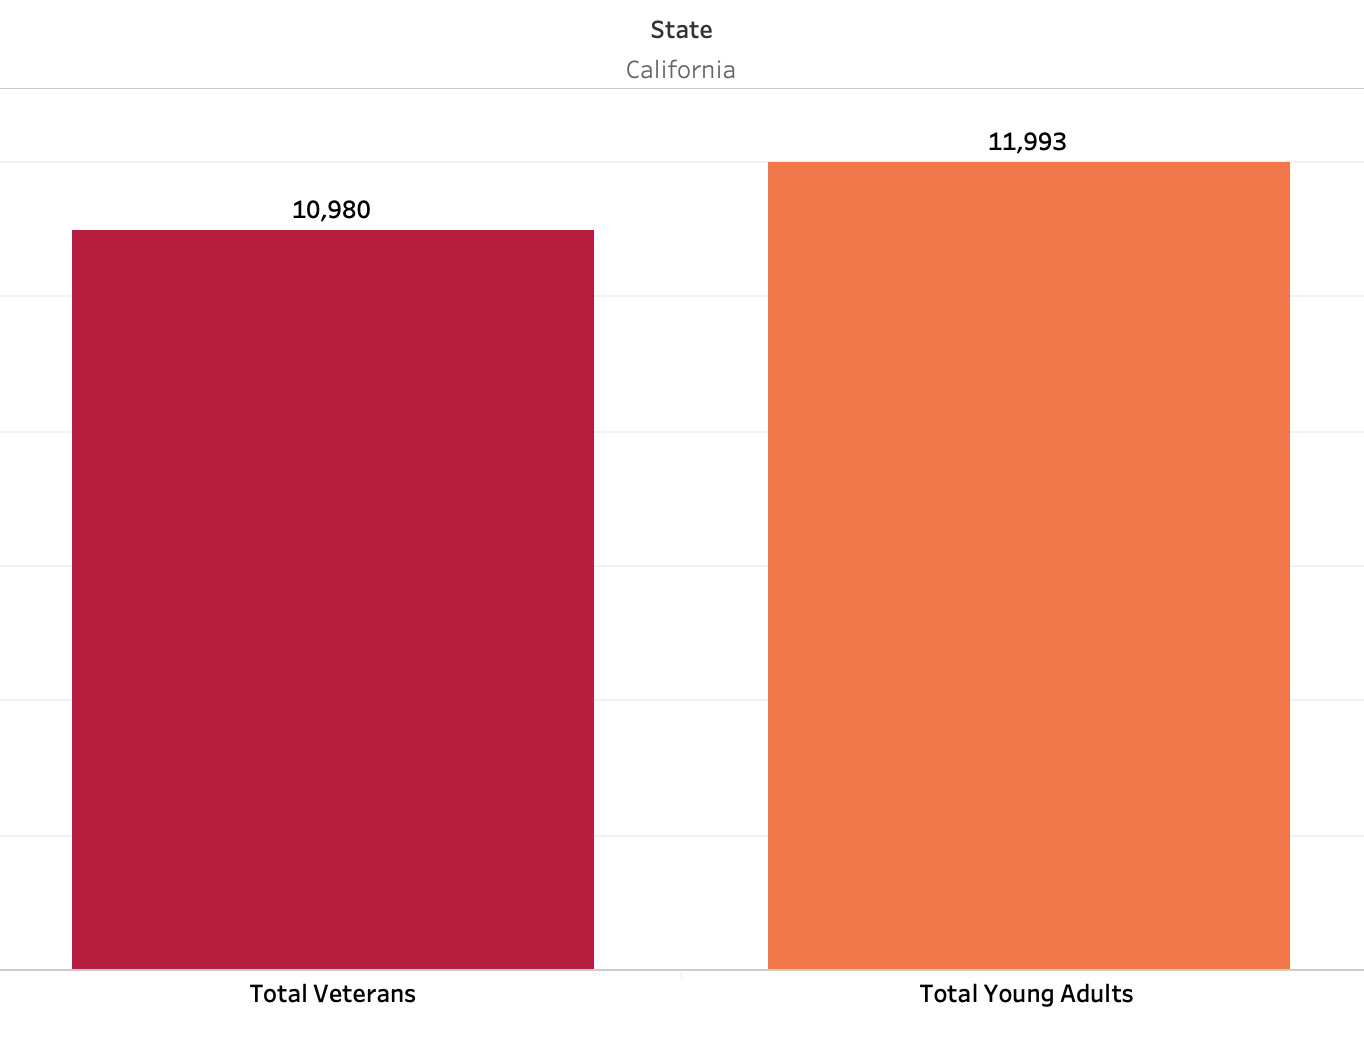 State
California
11,993
10,980
Total Veterans
Total Young Adults